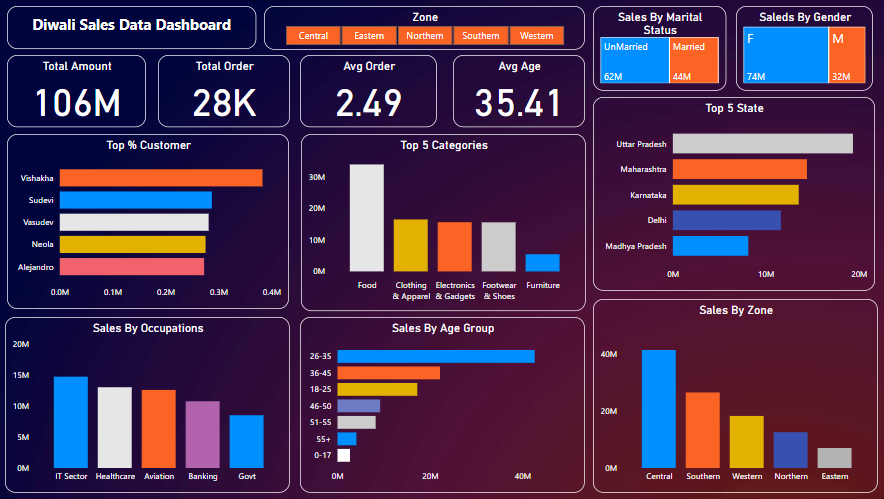 Diwali Sales Data Dashboard
Zone
Central Eastern Northern Southern Western
Sales By Marital
Status
UnMarried Married
62M 44M
Saleds By Gender
F M
74M 32M
Total Amount
106M
Total Order
28K
Avg Order
2.49
Avg Age
35.41
Top % Customer
Vishakha
Sudevi
Vasudev
Neola
Alejandro
0.0M 0.1M 0.2M 0.3M 0.4M
Top 5 Categories
30M
20M
10M
0M
Food Clothing Electronics Footwear Furniture
& Apparel & Gadgets & Shoes
Top 5 State
Uttar Pradesh
Maharashtra
Karnataka
Delhi
Madhya Pradesh
0M 10M 20M
Sales By Occupations
20M
15M
10M
5M
0M
IT Sector Healthcare Aviation Banking Govt
Sales By Age Group
26-35
36-45
18-25
46-50
51-55
55+
0-17
0M 20M 40M
Sales By Zone
40M
20M
0M
Central Southern Western Northern Eastern